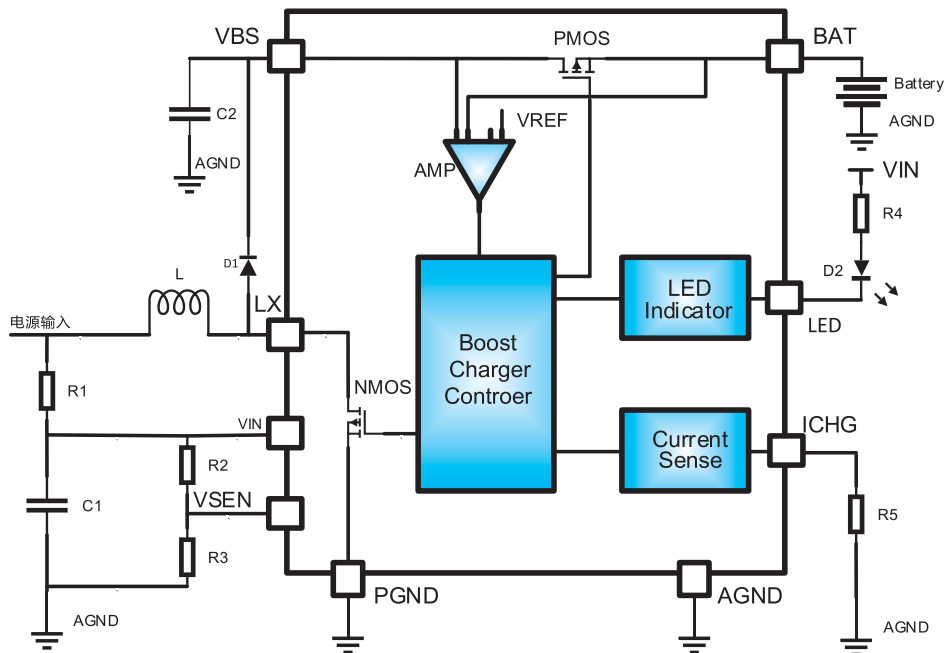 VBS
PMOS
BAT
C2
VREF
Battery
AGND
AGND
AMP
VIN
R4
D1
D2
L
LX
LED
Indicator
LED
电源输入
Boost
Charger
Controer
R1
NMOS
VIN
ICHG
R2
Current
Sense
VSEN
C1
R5
R3
AGND
PGND
AGND
AGND